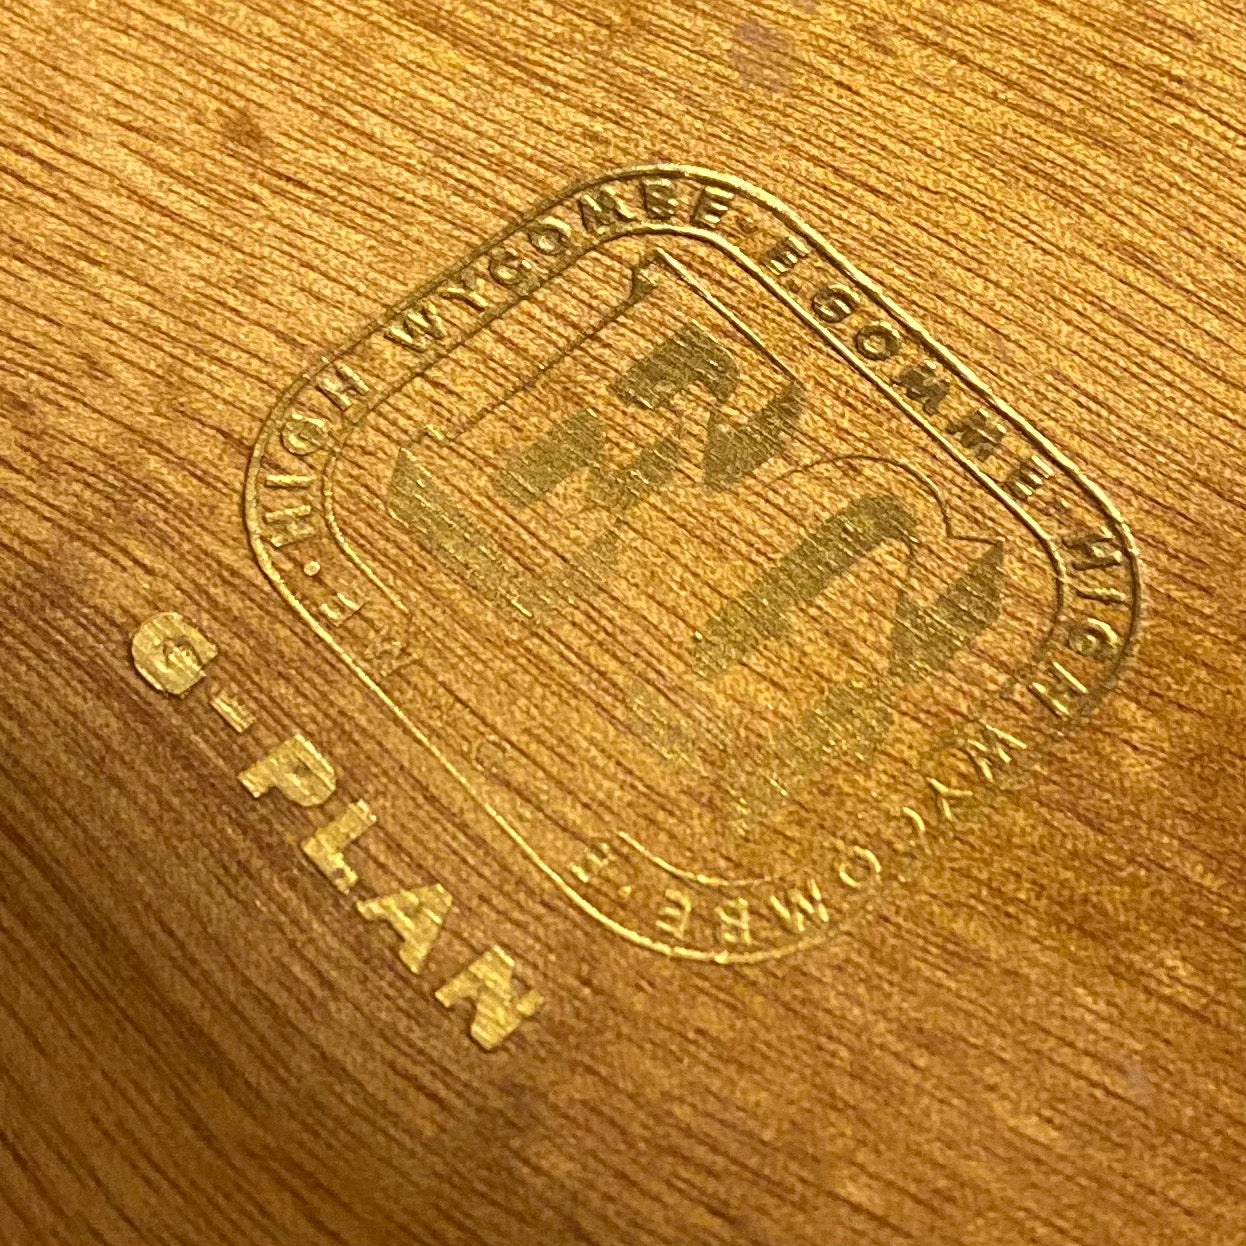 HIGH WYCOMBE · E.GOMME · HIGH WYCOMBE · E
G-PLAN